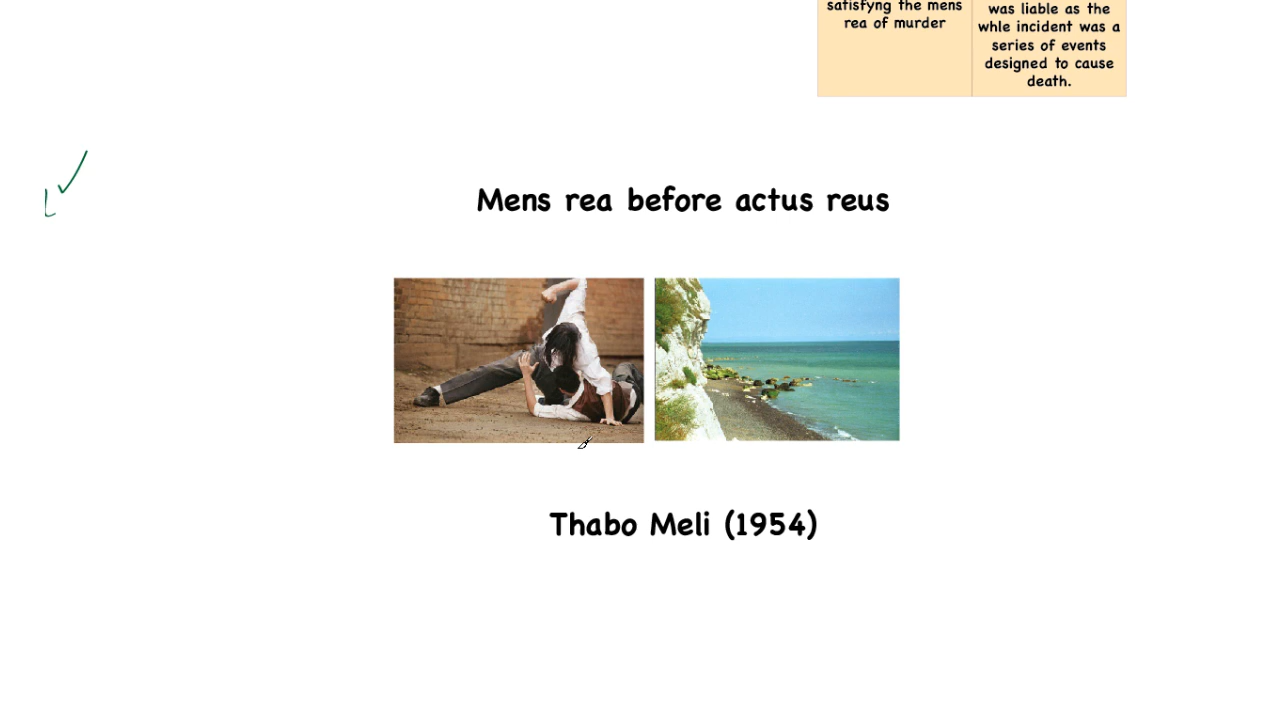 satisfyng the mens
rea of murder
was liable as the
whle incident was a
series of events
designed to cause
death.
Mens rea before actus reus
Thabo Meli (1954)